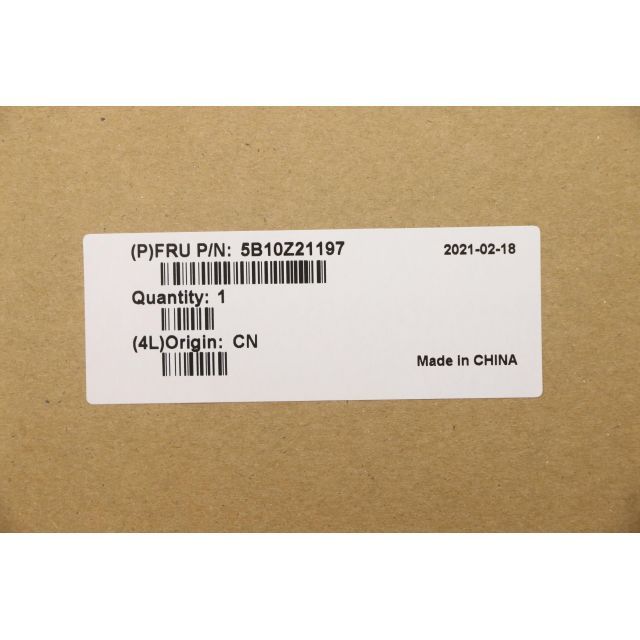 (P)FRU P/N: 5B10Z21197 2021-02-18
Quantity: 1
(4L)Origin: CN
Made in CHINA